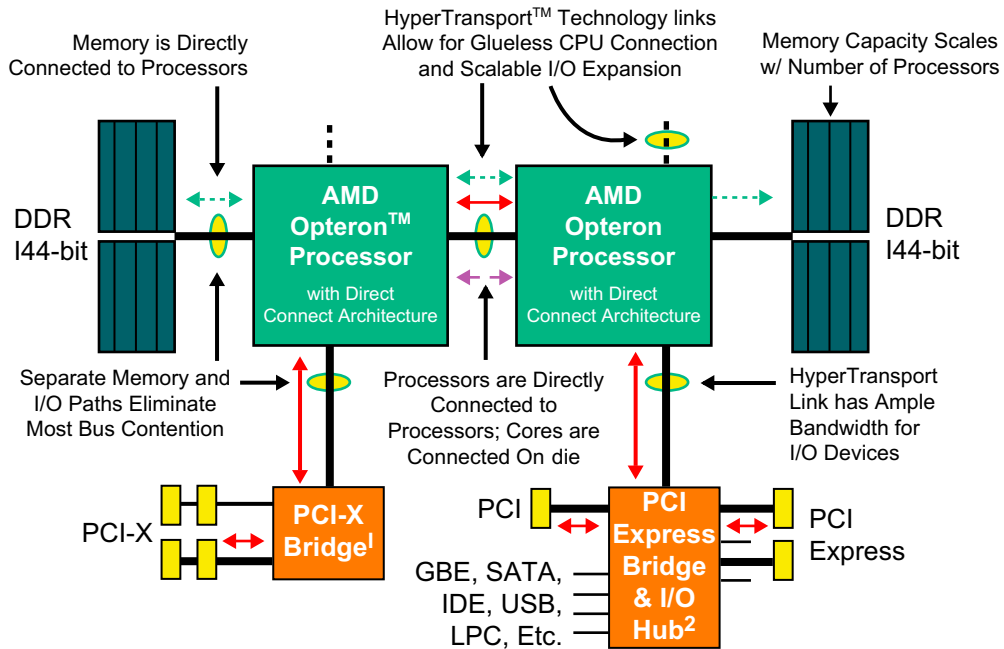 Memory is Directly
Connected to Processors
HyperTransport™ Technology links
Allow for Glueless CPU Connection
and Scalable I/O Expansion
Memory Capacity Scales
w/ Number of Processors
DDR
I44-bit
AMD
Opteron™
Processor
with Direct
Connect Architecture
AMD
Opteron
Processor
with Direct
Connect Architecture
DDR
I44-bit
Separate Memory and
I/O Paths Eliminate
Most Bus Contention
Processors are Directly
Connected to
Processors; Cores are
Connected On die
HyperTransport
Link has Ample
Bandwidth for
I/O Devices
PCI-X
PCI-X
Bridge¹
PCI
PCI
Express
Bridge
& I/O
Hub²
PCI
Express
GBE, SATA,
IDE, USB,
LPC, Etc.